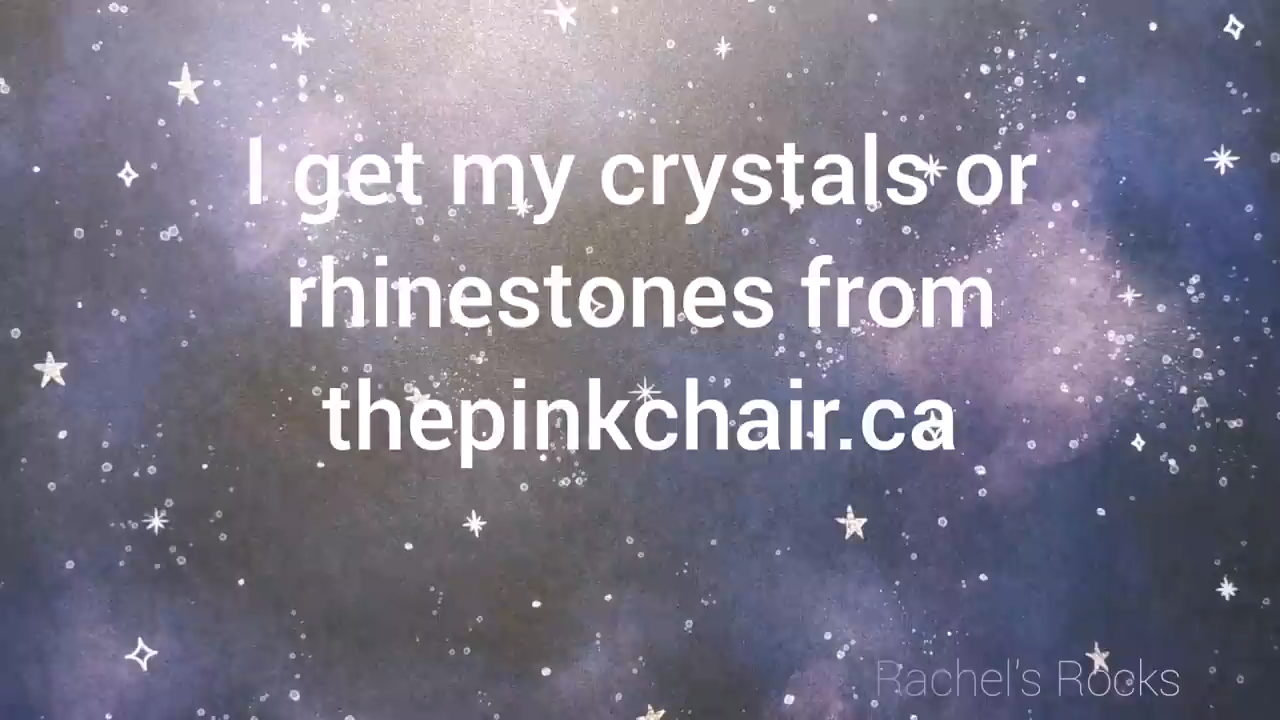 I get my crystals or
rhinestones from
thepinkchair.ca
Rachel's Rocks